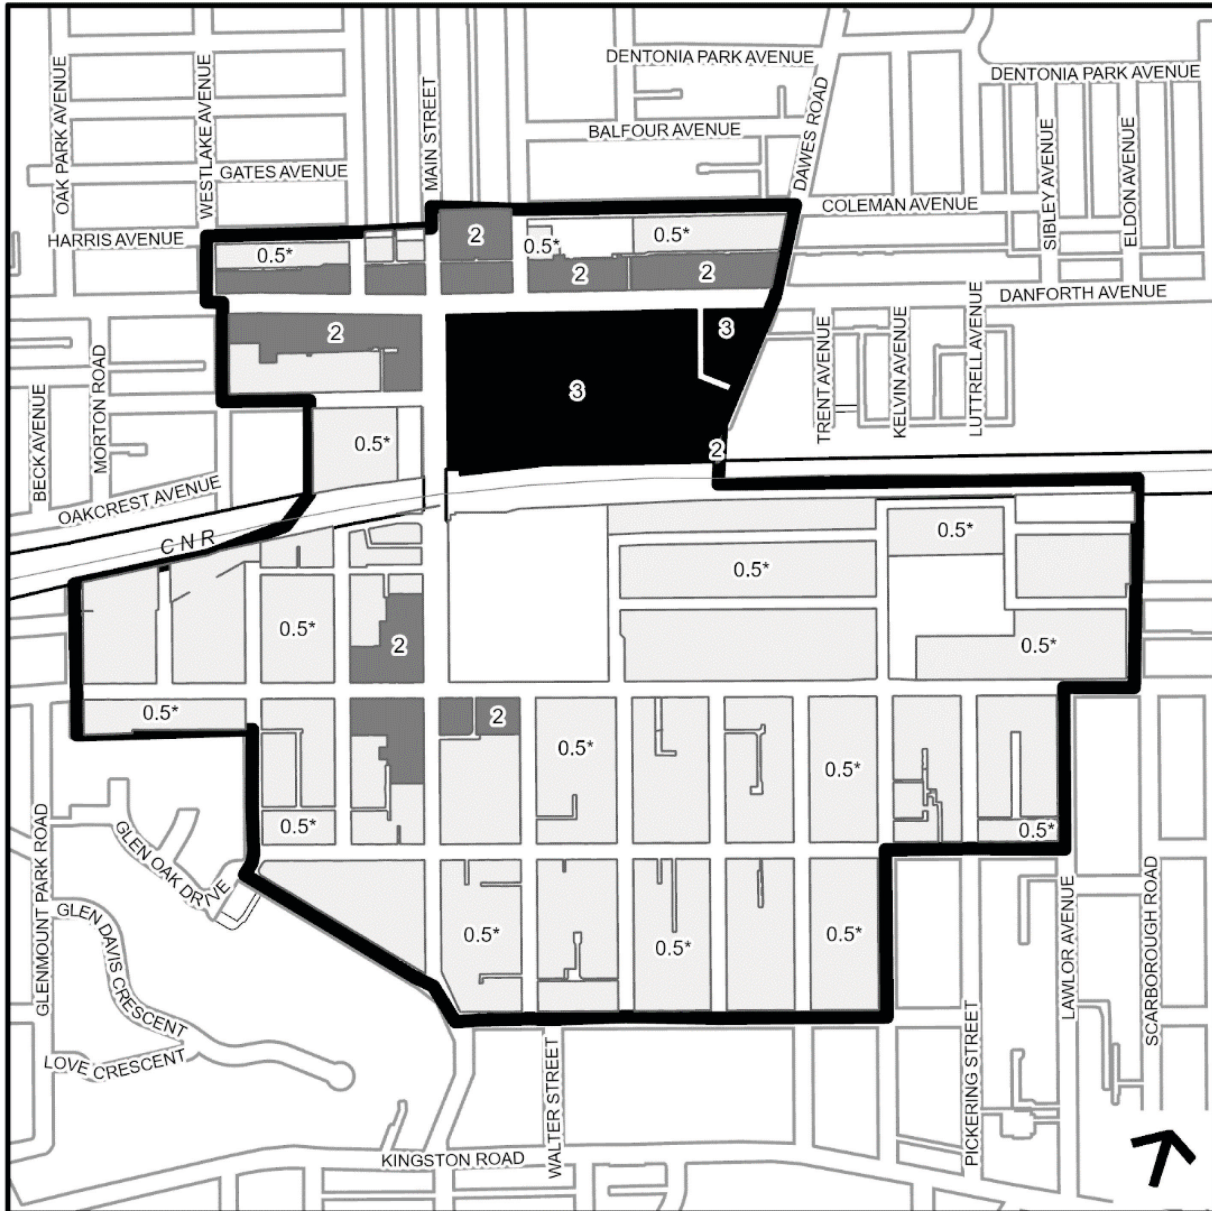 DENTONIA PARK AVENUE
DENTONIA PARK AVENUE
OAK PARK AVENUE
WESTLAKE AVENUE
MAIN STREET
BALFOUR AVENUE
DAWES ROAD
GATES AVENUE
SIBLEY AVENUE
ELDON AVENUE
COLEMAN AVENUE
HARRIS AVENUE
0.5*
2
0.5*
0.5*
2
2
DANFORTH AVENUE
2
3
3
TRENT AVENUE
KELVIN AVENUE
LUTTRELL AVENUE
BECK AVENUE
MORTON ROAD
0.5*
2
OAKCREST AVENUE
CNR
0.5*
0.5*
0.5*
2
0.5*
0.5*
2
0.5*
0.5*
0.5*
0.5*
GLENMOUNT PARK ROAD
GLEN OAK DRIVE
0.5*
0.5*
0.5*
GLEN DAVIS CRESCENT
LAWLOR AVENUE
SCARBOROUGH ROAD
LOVE CRESCENT
WALTER STREET
PICKERING STREET
KINGSTON ROAD